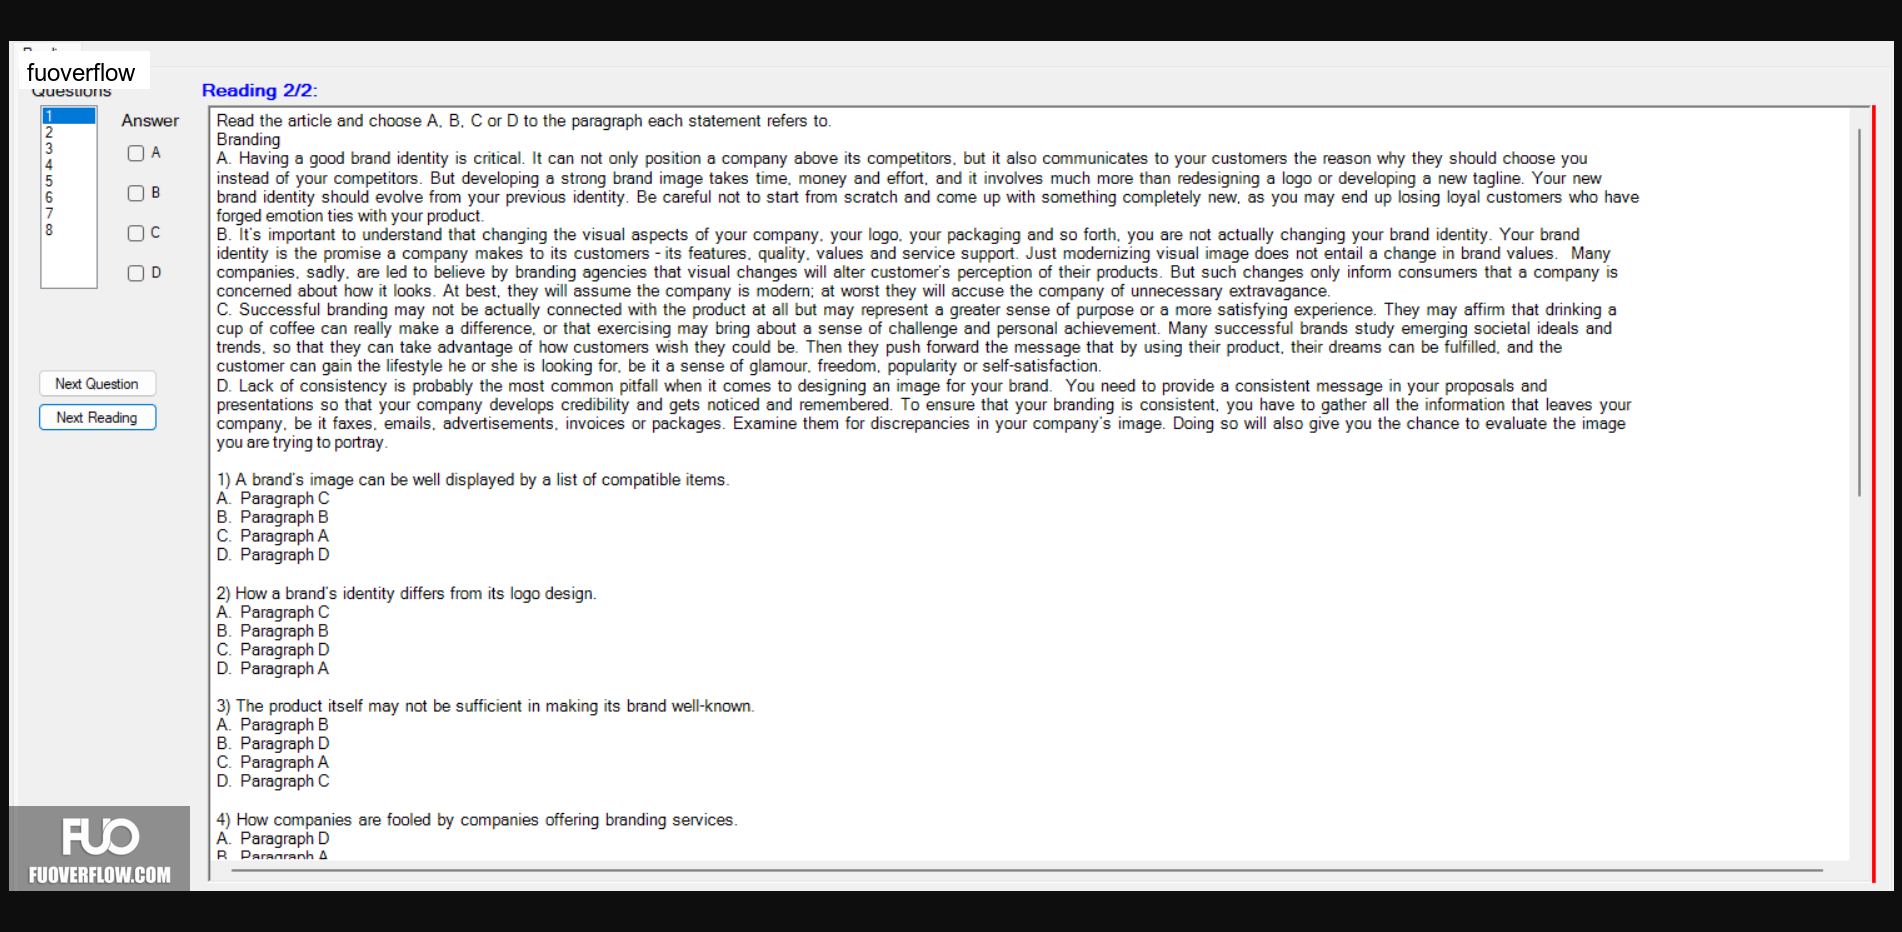 fuoverflow
Questions
Reading 2/2:
1
2
3
4
5
6
7
8
Answer
A
B
C
D
Next Question
Next Reading
Read the article and choose A, B, C or D to the paragraph each statement refers to.
Branding
A. Having a good brand identity is critical. It can not only position a company above its competitors, but it also communicates to your customers the reason why they should choose you
instead of your competitors. But developing a strong brand image takes time, money and effort, and it involves much more than redesigning a logo or developing a new tagline. Your new
brand identity should evolve from your previous identity. Be careful not to start from scratch and come up with something completely new, as you may end up losing loyal customers who have
forged emotion ties with your product.
B. It's important to understand that changing the visual aspects of your company, your logo, your packaging and so forth, you are not actually changing your brand identity. Your brand
identity is the promise a company makes to its customers - its features, quality, values and service support. Just modernizing visual image does not entail a change in brand values.  Many
companies, sadly, are led to believe by branding agencies that visual changes will alter customer's perception of their products. But such changes only inform consumers that a company is
concerned about how it looks. At best, they will assume the company is modern; at worst they will accuse the company of unnecessary extravagance.
C. Successful branding may not be actually connected with the product at all but may represent a greater sense of purpose or a more satisfying experience. They may affirm that drinking a
cup of coffee can really make a difference, or that exercising may bring about a sense of challenge and personal achievement. Many successful brands study emerging societal ideals and
trends, so that they can take advantage of how customers wish they could be. Then they push forward the message that by using their product, their dreams can be fulfilled, and the
customer can gain the lifestyle he or she is looking for, be it a sense of glamour, freedom, popularity or self-satisfaction.
D. Lack of consistency is probably the most common pitfall when it comes to designing an image for your brand.  You need to provide a consistent message in your proposals and
presentations so that your company develops credibility and gets noticed and remembered. To ensure that your branding is consistent, you have to gather all the information that leaves your
company, be it faxes, emails, advertisements, invoices or packages. Examine them for discrepancies in your company's image. Doing so will also give you the chance to evaluate the image
you are trying to portray.
1) A brand's image can be well displayed by a list of compatible items.
A. Paragraph C
B. Paragraph B
C. Paragraph A
D. Paragraph D
2) How a brand's identity differs from its logo design.
A. Paragraph C
B. Paragraph B
C. Paragraph D
D. Paragraph A
3) The product itself may not be sufficient in making its brand well-known.
A. Paragraph B
B. Paragraph D
C. Paragraph A
D. Paragraph C
4) How companies are fooled by companies offering branding services.
A. Paragraph D
B. Paragraph A
FUO
FUOVERFLOW.COM